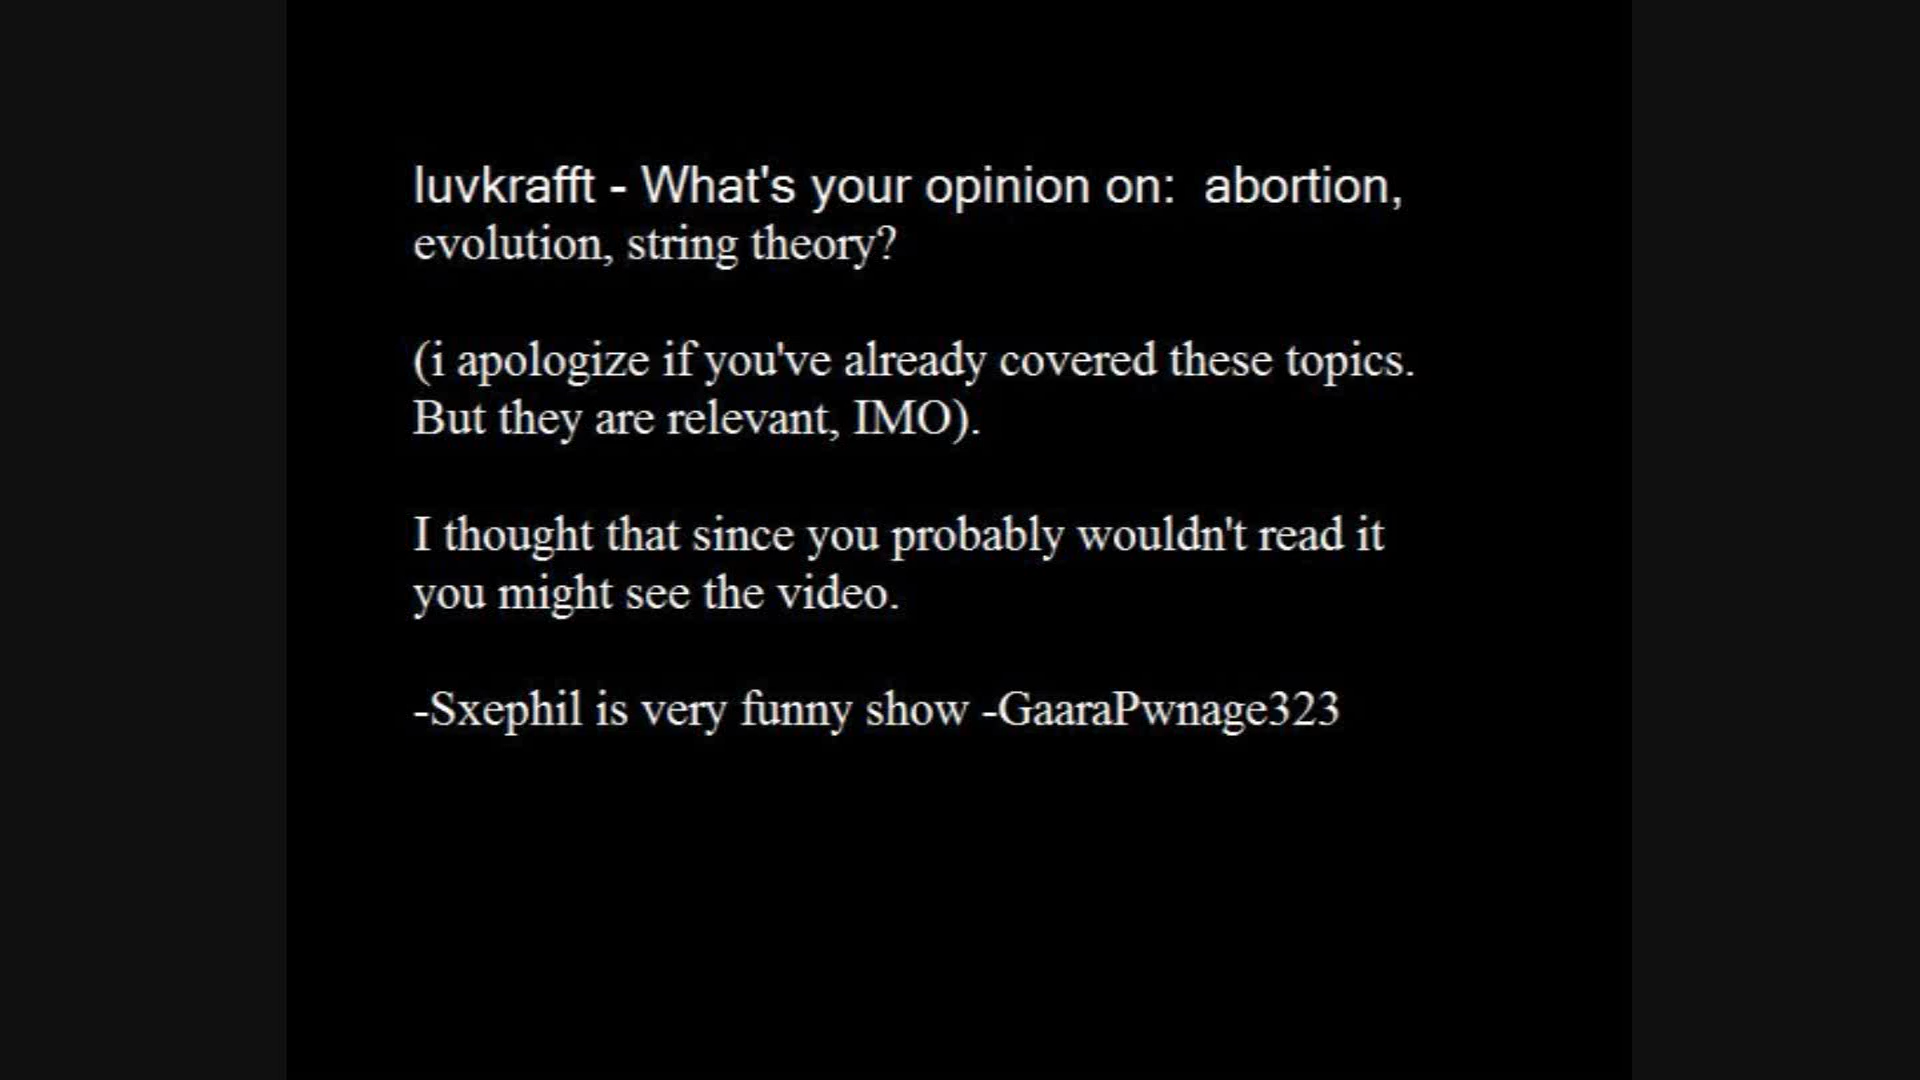 luvkrafft - What's your opinion on:  abortion,
evolution, string theory?
(i apologize if you've already covered these topics.
But they are relevant, IMO).
I thought that since you probably wouldn't read it
you might see the video.
-Sxephil is very funny show -GaaraPwnage323